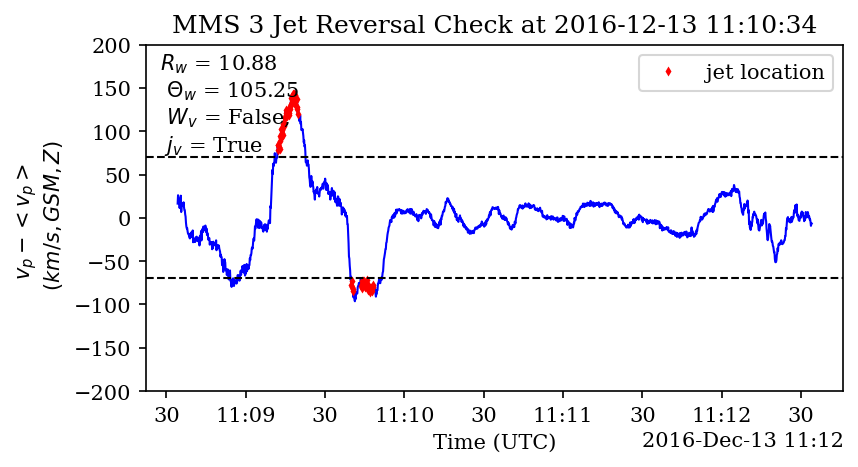 MMS 3 Jet Reversal Check at 2016-12-13 11:10:34
R_w = 10.88
Θ_w = 105.25
W_v = False
j_v = True
jet location
v_p − < v_p >
(km/s, GSM, Z)
200
150
100
50
0
−50
−100
−150
−200
30 11:09 30 11:10 30 11:11 30 11:12 30
Time (UTC)
2016-Dec-13 11:12